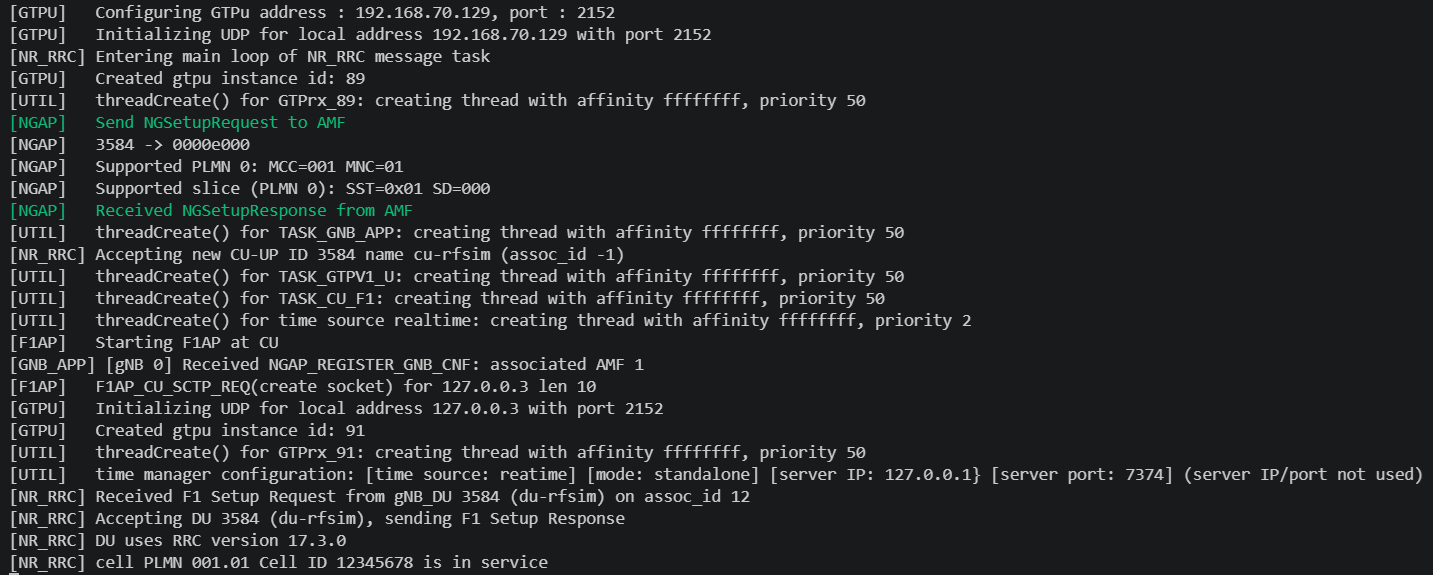 [GTPU]   Configuring GTPu address : 192.168.70.129, port : 2152
[GTPU]   Initializing UDP for local address 192.168.70.129 with port 2152
[NR_RRC] Entering main loop of NR_RRC message task
[GTPU]   Created gtpu instance id: 89
[UTIL]   threadCreate() for GTPrx_89: creating thread with affinity ffffffff, priority 50
[NGAP]   Send NGSetupRequest to AMF
[NGAP]   3584 -> 0000e000
[NGAP]   Supported PLMN 0: MCC=001 MNC=01
[NGAP]   Supported slice (PLMN 0): SST=0x01 SD=000
[NGAP]   Received NGSetupResponse from AMF
[UTIL]   threadCreate() for TASK_GNB_APP: creating thread with affinity ffffffff, priority 50
[NR_RRC] Accepting new CU-UP ID 3584 name cu-rfsim (assoc_id -1)
[UTIL]   threadCreate() for TASK_GTPV1_U: creating thread with affinity ffffffff, priority 50
[UTIL]   threadCreate() for TASK_CU_F1: creating thread with affinity ffffffff, priority 50
[UTIL]   threadCreate() for time source realtime: creating thread with affinity ffffffff, priority 2
[F1AP]   Starting F1AP at CU
[GNB_APP] [gNB 0] Received NGAP_REGISTER_GNB_CNF: associated AMF 1
[F1AP]   F1AP_CU_SCTP_REQ(create socket) for 127.0.0.3 len 10
[GTPU]   Initializing UDP for local address 127.0.0.3 with port 2152
[GTPU]   Created gtpu instance id: 91
[UTIL]   threadCreate() for GTPrx_91: creating thread with affinity ffffffff, priority 50
[UTIL]   time manager configuration: [time source: reatime] [mode: standalone] [server IP: 127.0.0.1} [server port: 7374] (server IP/port not used)
[NR_RRC] Received F1 Setup Request from gNB_DU 3584 (du-rfsim) on assoc_id 12
[NR_RRC] Accepting DU 3584 (du-rfsim), sending F1 Setup Response
[NR_RRC] DU uses RRC version 17.3.0
[NR_RRC] cell PLMN 001.01 Cell ID 12345678 is in service